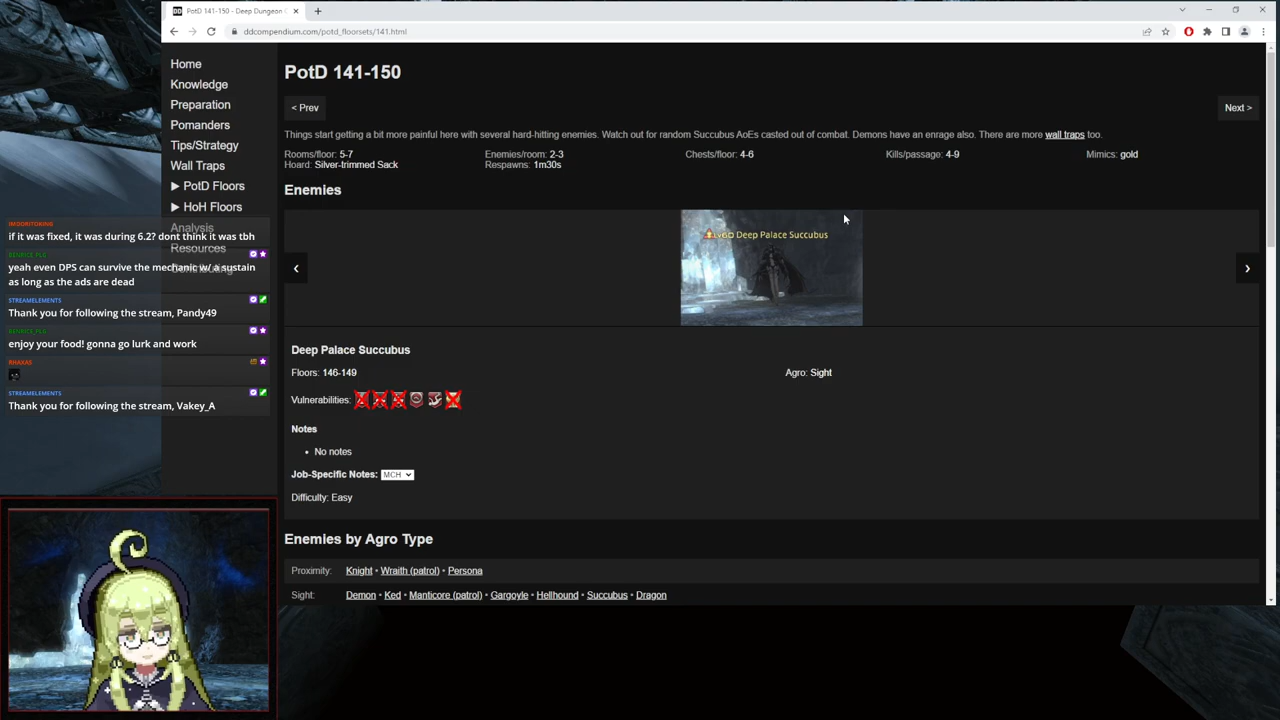 PotD 141-150 - Deep Dungeon
ddcompendium.com/potd_floorsets/141.html
Home
Knowledge
Preparation
Pomanders
Tips/Strategy
Wall Traps
▶ PotD Floors
▶ HoH Floors
Analysis
Resources
PotD 141-150
< Prev
Next >
Things start getting a bit more painful here with several hard-hitting enemies. Watch out for random Succubus AoEs casted out of combat. Demons have an enrage also. There are more wall traps too.
Rooms/floor: 5-7
Enemies/room: 2-3
Chests/floor: 4-6
Kills/passage: 4-9
Mimics: gold
Hoard: Silver-trimmed Sack
Respawns: 1m30s
Enemies
Deep Palace Succubus
Deep Palace Succubus
Floors: 146-149
Agro: Sight
Vulnerabilities:
Notes
• No notes
Job-Specific Notes: MCH
Difficulty: Easy
Enemies by Agro Type
Proximity: Knight • Wraith (patrol) • Persona
Sight: Demon • Ked • Manticore (patrol) • Gargoyle • Hellhound • Succubus • Dragon
if it was fixed, it was during 6.2? dont think it was tbh
yeah even DPS can survive the mechanic w/ a sustain
as long as the ads are dead
STREAMELEMENTS
Thank you for following the stream, Pandy49
enjoy your food! gonna go lurk and work
RHAXAS
STREAMELEMENTS
Thank you for following the stream, Vakey_A